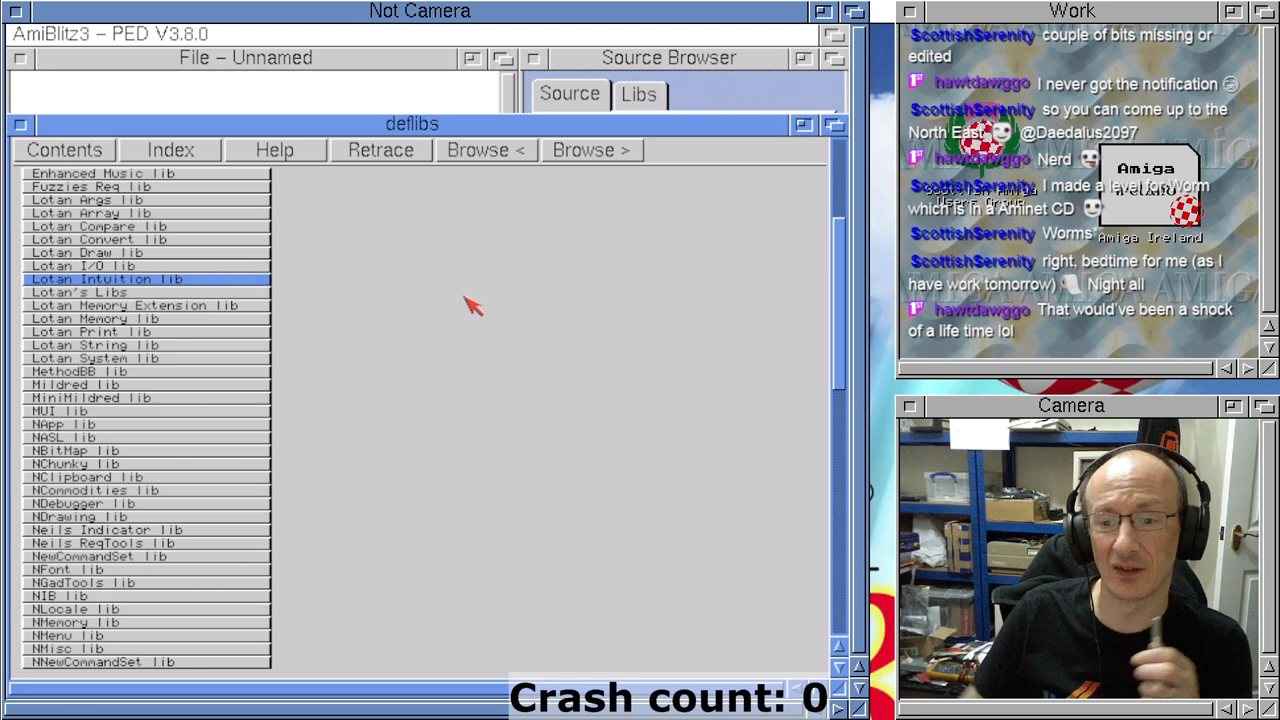 Not Camera
AmiBlitz3 – PED V3.8.0
File –Unnamed
Source Browser
Source
Libs
deflibs
Contents
Index
Help
Retrace
Browse <
Browse >
Enhanced Music lib
Fuzzies Req lib
Lotan Args lib
Lotan Array lib
Lotan Compare lib
Lotan Convert lib
Lotan Draw lib
Lotan I/O lib
Lotan Intuition lib
Lotan's Libs
Lotan Memory Extension lib
Lotan Memory lib
Lotan Print lib
Lotan String lib
Lotan System lib
MethodBB lib
Mildred lib
MiniMildred lib
MUI lib
NApp lib
NASL lib
NBitMap lib
NChunky lib
NClipboard lib
NCommodities lib
NDebugger lib
NDrawing lib
Neils Indicator lib
Neils ReqTools lib
NewCommandSet lib
NFont lib
NGadTools lib
NIB lib
NLocale lib
NMemory lib
NMenu lib
NMisc lib
NNewCommandSet lib
Crash count: 0
Work
ScottishSerenity couple of bits missing or
edited
1ST hawtdawggo I never got the notification
ScottishSerenity so you can come up to the
North East @Daedalus2097
1ST hawtdawggo Nerd
ScottishSerenity I made a level for Worm
which is in a Aminet CD
ScottishSerenity Worms*
ScottishSerenity right, bedtime for me (as I
have work tomorrow) Night all
1ST hawtdawggo That would've been a shock
of a life time lol
Amiga
Amiga Ireland
Camera